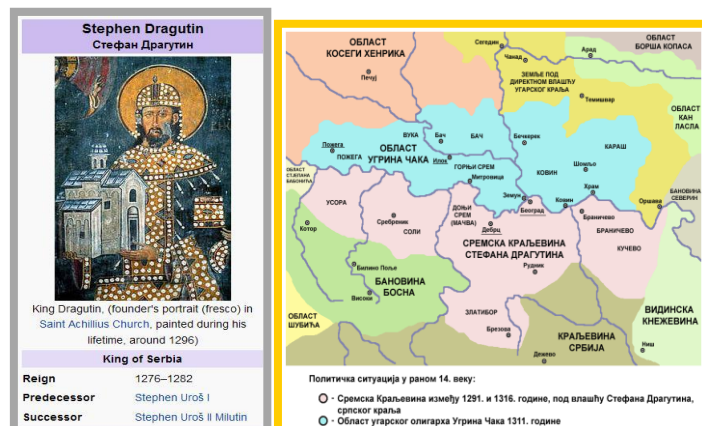 Stephen Dragutin
Стефан Драгутин
King Dragutin, (founder's portrait (fresco) in
Saint Achillius Church, painted during his
lifetime, around 1296)
King of Serbia
Reign 1276–1282
Predecessor Stephen Uroš I
Successor Stephen Uroš II Milutin
ОБЛАСТ
КОСЕГИ ХЕНРИКА
Печуј
Сегедин
Чанад
Арад
ОБЛАСТ
БОРША КОПАСА
ЗЕМЉЕ ПОД
ДИРЕКТНОМ ВЛАШЋУ
УГАРСКОГ КРАЉА
Темишвар
ОБЛАСТ
КАН
ЛАСЛА
ВУКА
Бач
БАЧ
Бечкерек
КАРАШ
Пожега
ПОЖЕГА
ОБЛАСТ
УГРИНА ЧАКА
Илок
ГОРЊИ СРЕМ
Митровица
КОВИН
Шомљо
Храм
ОБЛАСТ
СТЈЕПАНА
БАБОНИЋА
Земун
Београд
Ковин
Оршава
БАНОВИНА
СЕВЕРИН
УСОРА
Сребреник
СОЛИ
ДОЊИ
СРЕМ
(МАЧВА)
Дебрц
Браничево
БРАНИЧЕВО
КУЧЕВО
Котор
СРЕМСКА КРАЉЕВИНА
СТЕФАНА ДРАГУТИНА
Рудник
Билино Поље
БАНОВИНА
БОСНА
Високи
ОБЛАСТ
ШУБИЋА
ЗЛАТИБОР
Брезова
КРАЉЕВИНА
СРБИЈА
Дежево
ВИДИНСКА
КНЕЖЕВИНА
Ниш
Политичка ситуација у раном 14. веку:
- Сремска Краљевина између 1291. и 1316. године, под влашћу Стефана Драгутина,
српског краља
- Област угарског олигарха Угрина Чака 1311. године